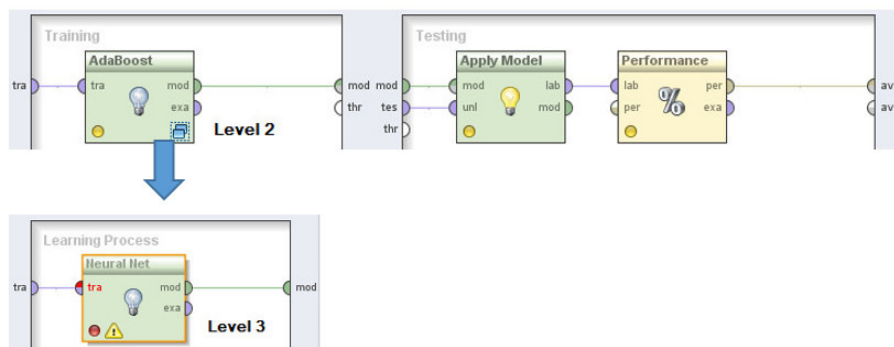 Training
AdaBoost
tra tra mod mod
exa thr
Level 2
Testing
Apply Model Performance
mod mod lab lab per av
tes unl mod per % exa av
thr
Learning Process
Neural Net
tra tra mod mod
exa
Level 3